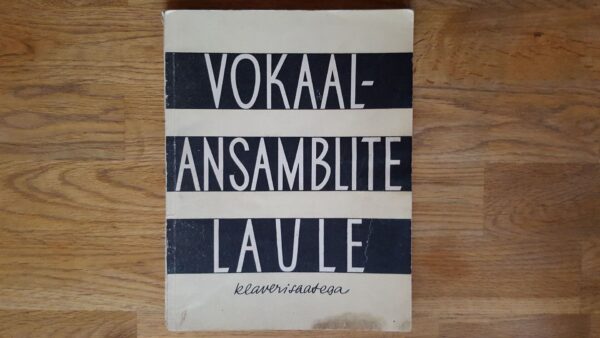 VOKAAL-
ANSAMBLITE
LAULE
klaverisaatega